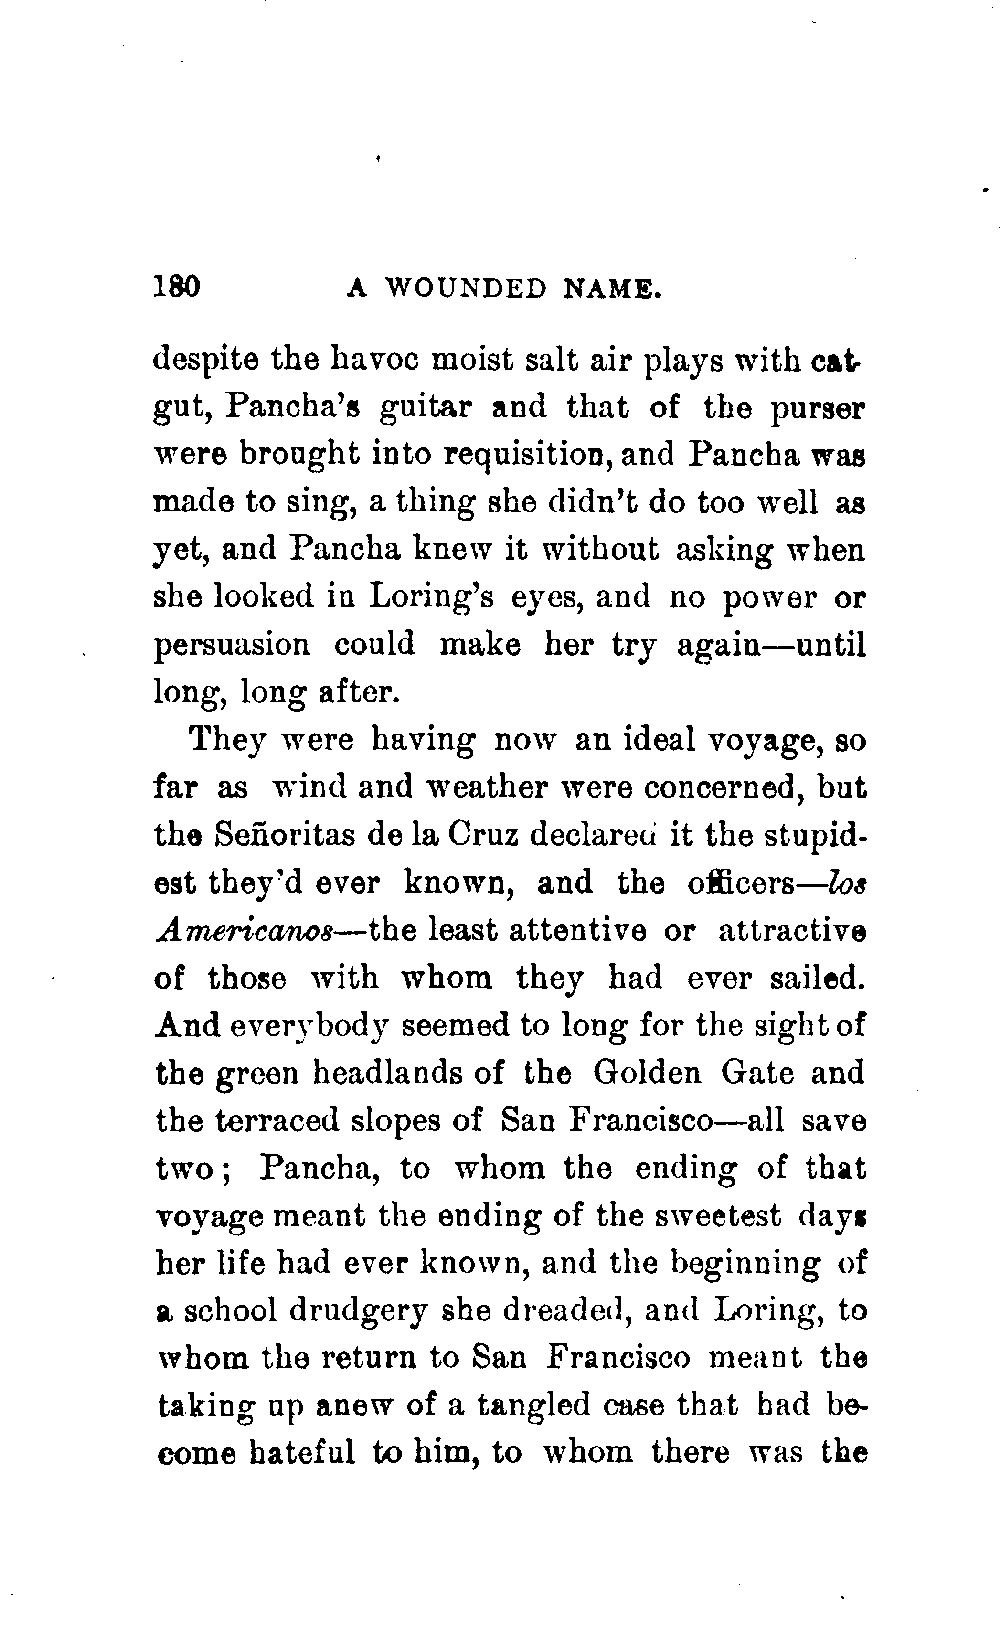 180 A WOUNDED NAME.
despite the havoc moist salt air plays with cat-
gut, Pancha's guitar and that of the purser
were brought into requisition, and Pancha was
made to sing, a thing she didn't do too well as
yet, and Pancha knew it without asking when
she looked in Loring's eyes, and no power or
persuasion could make her try again—until
long, long after.
They were having now an ideal voyage, so
far as wind and weather were concerned, but
the Señoritas de la Cruz declared it the stupid-
est they'd ever known, and the officers—los
Americanos—the least attentive or attractive
of those with whom they had ever sailed.
And everybody seemed to long for the sight of
the green headlands of the Golden Gate and
the terraced slopes of San Francisco—all save
two; Pancha, to whom the ending of that
voyage meant the ending of the sweetest days
her life had ever known, and the beginning of
a school drudgery she dreaded, and Loring, to
whom the return to San Francisco meant the
taking up anew of a tangled case that had be-
come hateful to him, to whom there was the